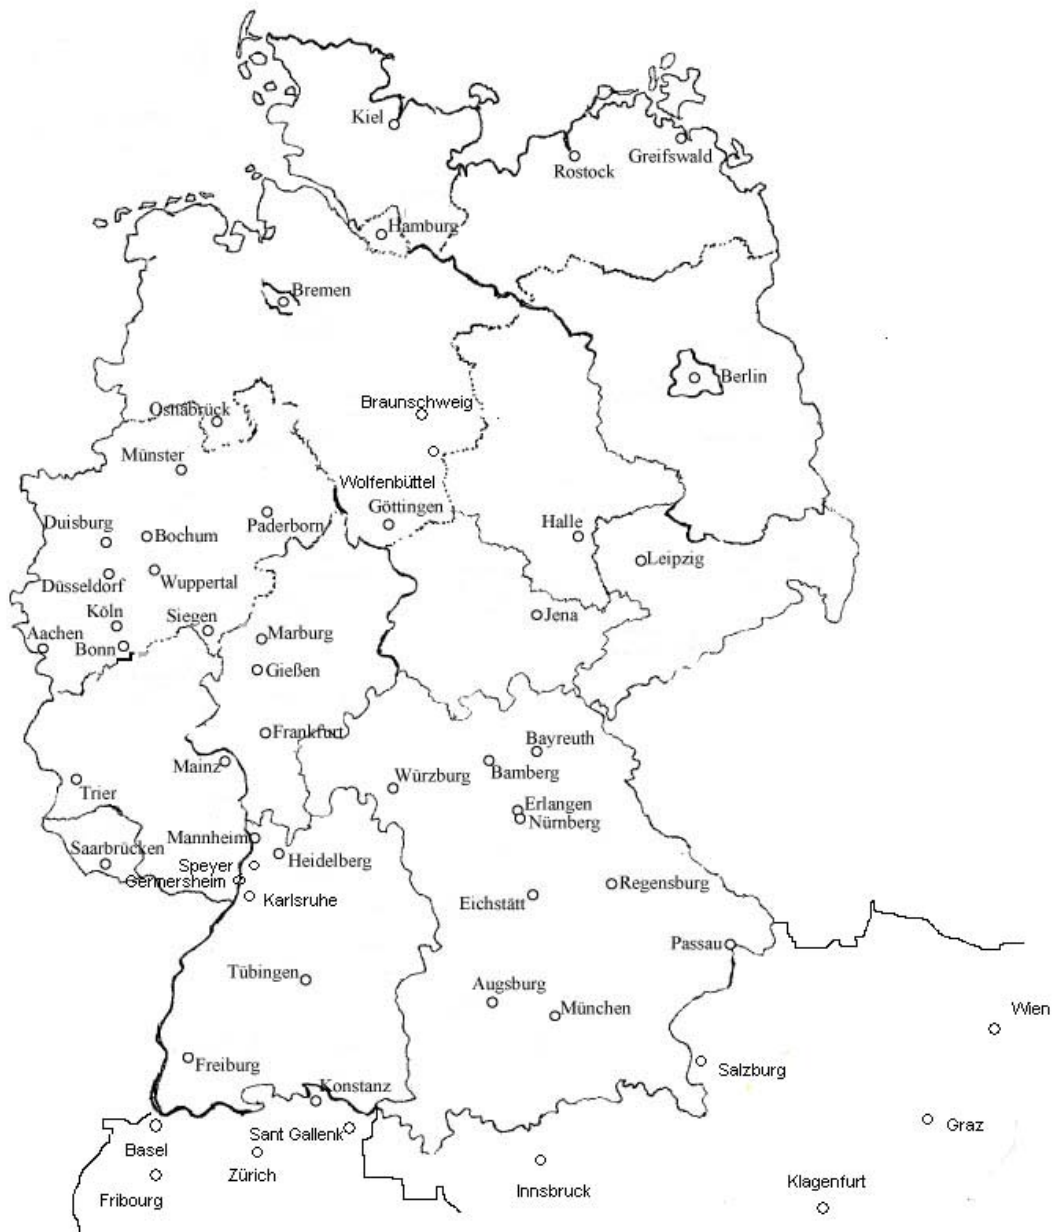 Kiel
Greifswald
Rostock
Hamburg
Bremen
Berlin
Braunschweig
Osnabrück
Münster
Wolfenbüttel
Göttingen
Duisburg
Paderborn
Halle
Bochum
Leipzig
Düsseldorf
Wuppertal
Köln
Siegen
Jena
Aachen
Marburg
Bonn
Gießen
Frankfurt
Bayreuth
Mainz
Bamberg
Würzburg
Trier
Erlangen
Nürnberg
Mannheim
Saarbrücken
Heidelberg
Speyer
Germersheim
Regensburg
Karlsruhe
Eichstätt
Passau
Tübingen
Augsburg
München
Wien
Freiburg
Salzburg
Konstanz
Graz
Sant Gallenk
Basel
Zürich
Innsbruck
Klagenfurt
Fribourg